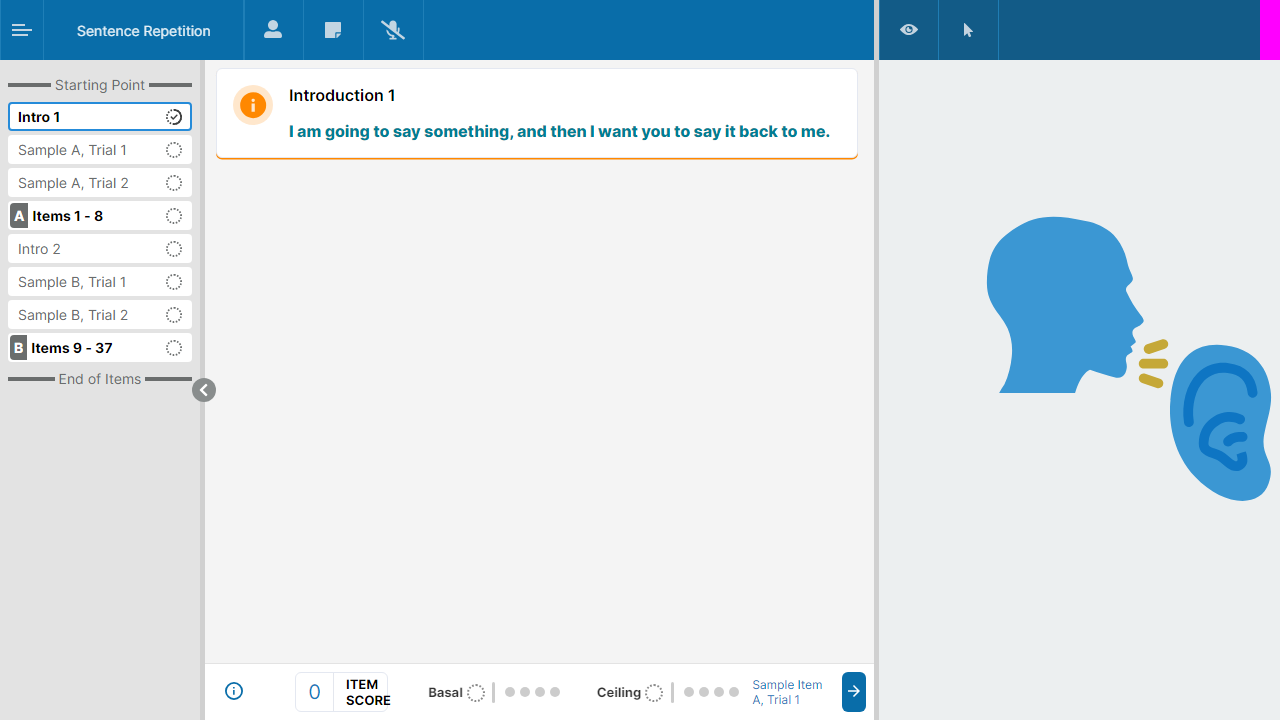 Sentence Repetition
Starting Point
Intro 1
Sample A, Trial 1
Sample A, Trial 2
A Items 1 - 8
Intro 2
Sample B, Trial 1
Sample B, Trial 2
B Items 9 - 37
End of Items
Introduction 1
I am going to say something, and then I want you to say it back to me.
0
ITEM
SCORE
Basal
Ceiling
Sample Item
A, Trial 1